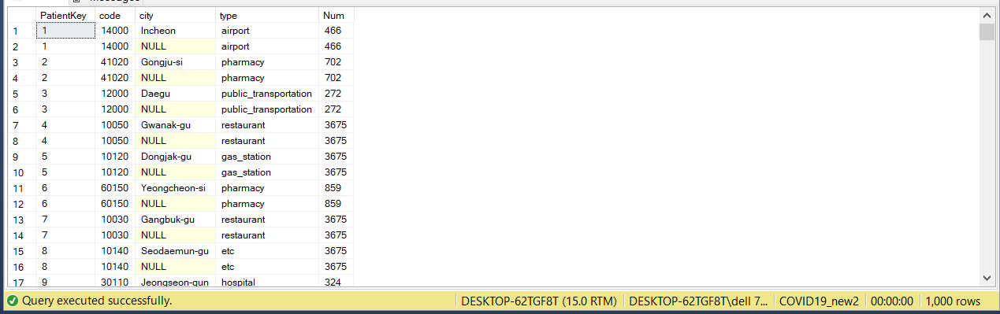 Messages
PatientKey code city type Num
1 1 14000 Incheon airport 466
2 1 14000 NULL airport 466
3 2 41020 Gongju-si pharmacy 702
4 2 41020 NULL pharmacy 702
5 3 12000 Daegu public_transportation 272
6 3 12000 NULL public_transportation 272
7 4 10050 Gwanak-gu restaurant 3675
8 4 10050 NULL restaurant 3675
9 5 10120 Dongjak-gu gas_station 3675
10 5 10120 NULL gas_station 3675
11 6 60150 Yeongcheon-si pharmacy 859
12 6 60150 NULL pharmacy 859
13 7 10030 Gangbuk-gu restaurant 3675
14 7 10030 NULL restaurant 3675
15 8 10140 Seodaemun-gu etc 3675
16 8 10140 NULL etc 3675
17 9 30110 Jeongseon-gun hospital 324
Query executed successfully. DESKTOP-62TGF8T (15.0 RTM) DESKTOP-62TGF8T\dell 7... COVID19_new2 00:00:00 1,000 rows